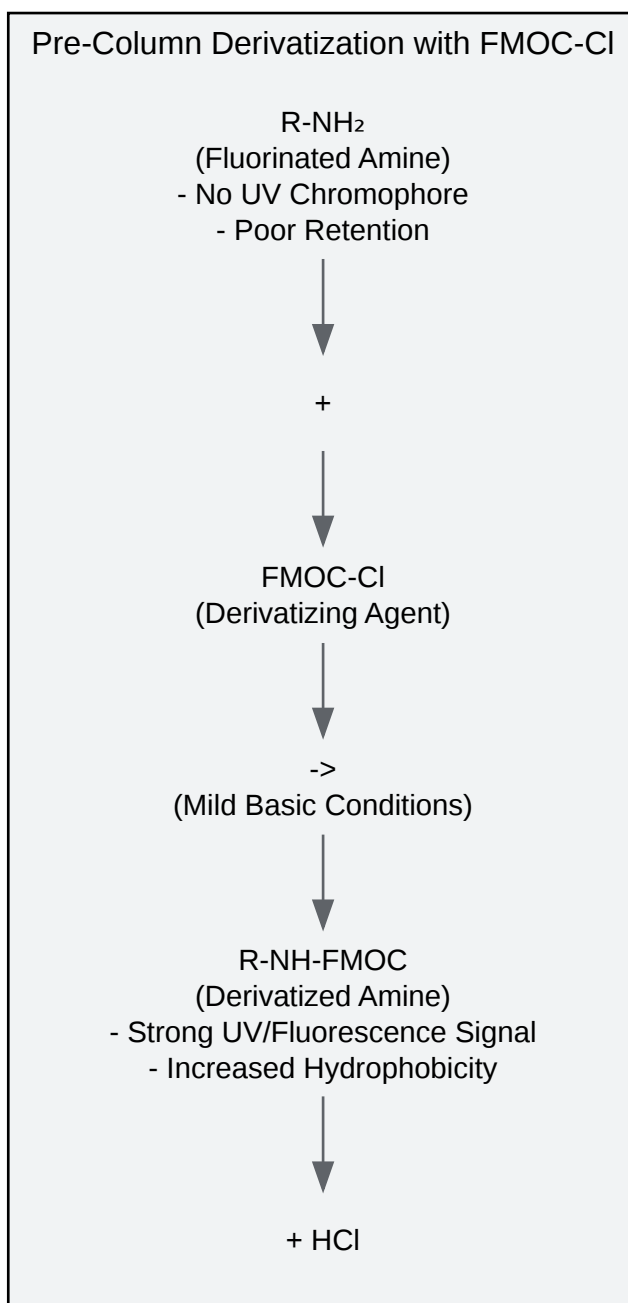 Pre-Column Derivatization with FMOC-Cl
R-NH₂
(Fluorinated Amine)
- No UV Chromophore
- Poor Retention
+
FMOC-Cl
(Derivatizing Agent)
->
(Mild Basic Conditions)
R-NH-FMOC
(Derivatized Amine)
- Strong UV/Fluorescence Signal
- Increased Hydrophobicity
+ HCl